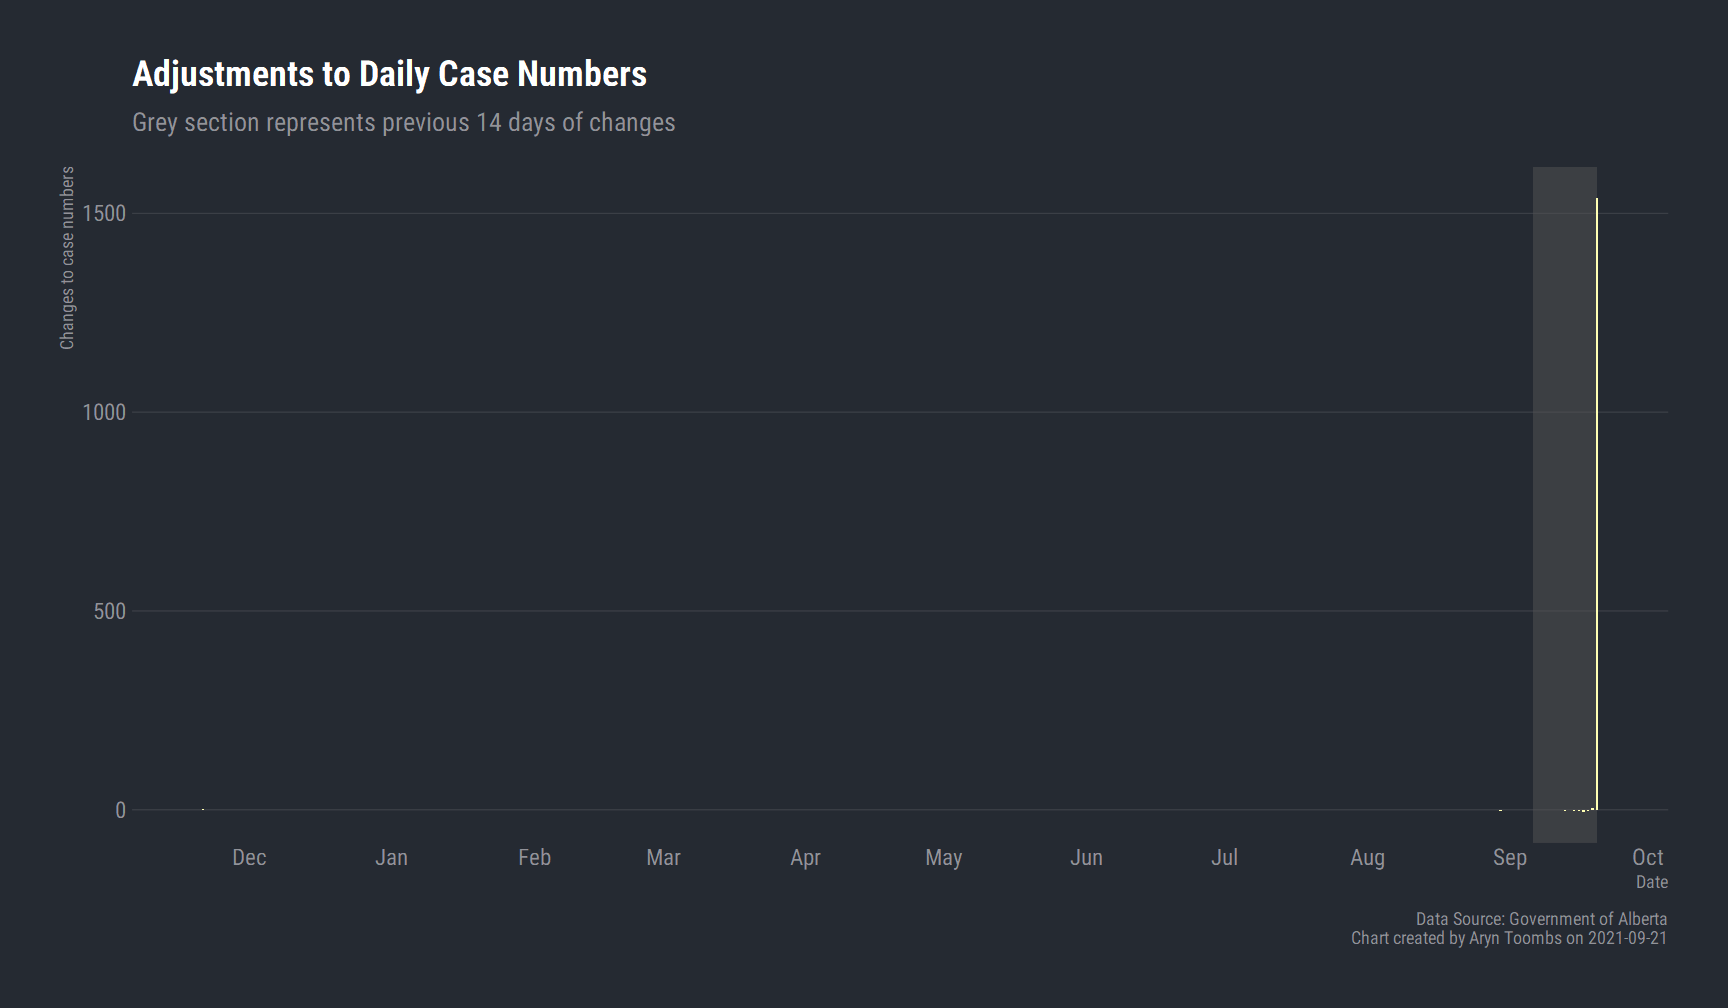 Adjustments to Daily Case Numbers
Grey section represents previous 14 days of changes
Changes to case numbers
1500
1000
500
0
Dec Jan Feb Mar Apr May Jun Jul Aug Sep Oct
Date
Data Source: Government of Alberta
Chart created by Aryn Toombs on 2021-09-21